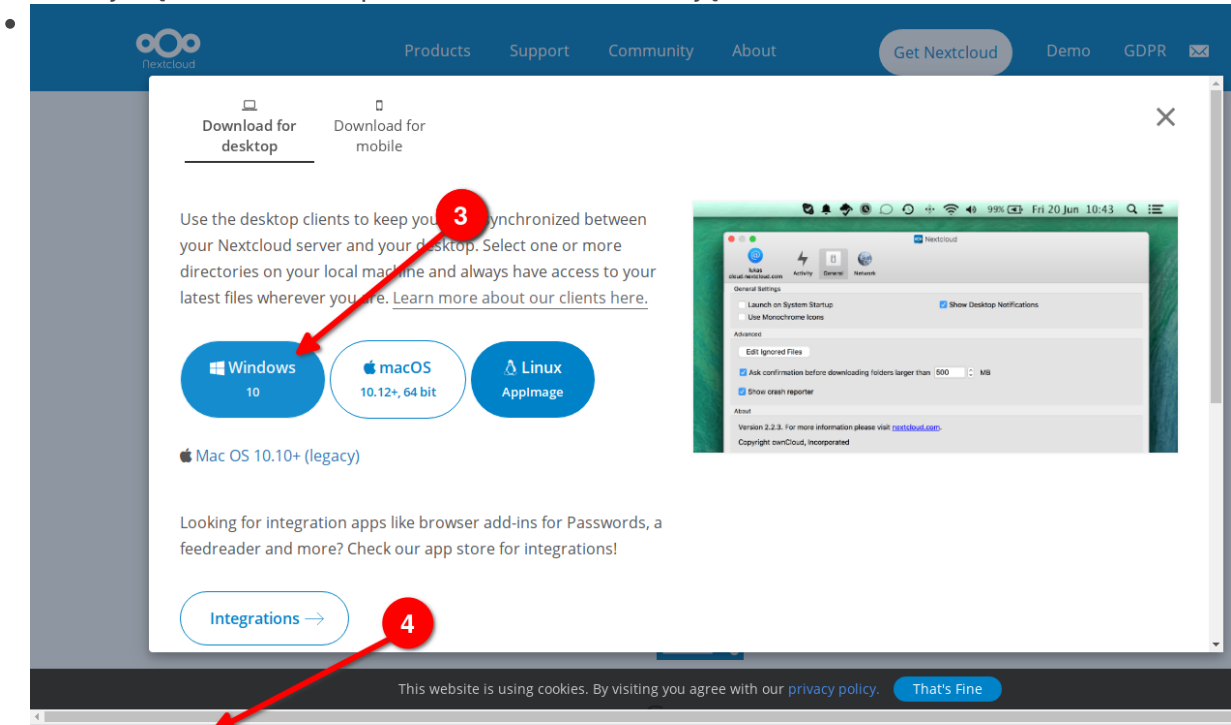 Nextcloud
Products Support Community About Get Nextcloud Demo GDPR
Download for
desktop
Download for
mobile
3
Use the desktop clients to keep you ynchronized between
your Nextcloud server and your desktop. Select one or more
directories on your local machine and always have access to your
latest files wherever you are. Learn more about our clients here.
Windows
10
macOS
10.12+, 64 bit
Linux
AppImage
Mac OS 10.10+ (legacy)
99% Fri 20 Jun 10:43
Nextcloud
lukas
cloud.nextcloud.com
Activity General Network
General Settings
Launch on System Startup Show Desktop Notifications
Use Monochrome Icons
Advanced
Edit Ignored Files
Ask confirmation before downloading folders larger than 500 MB
Show crash reporter
About
Version 2.2.3. For more information please visit nextcloud.com.
Copyright ownCloud, Incorporated
Looking for integration apps like browser add-ins for Passwords, a
feedreader and more? Check our app store for integrations!
Integrations →
4
This website is using cookies. By visiting you agree with our privacy policy. That's Fine